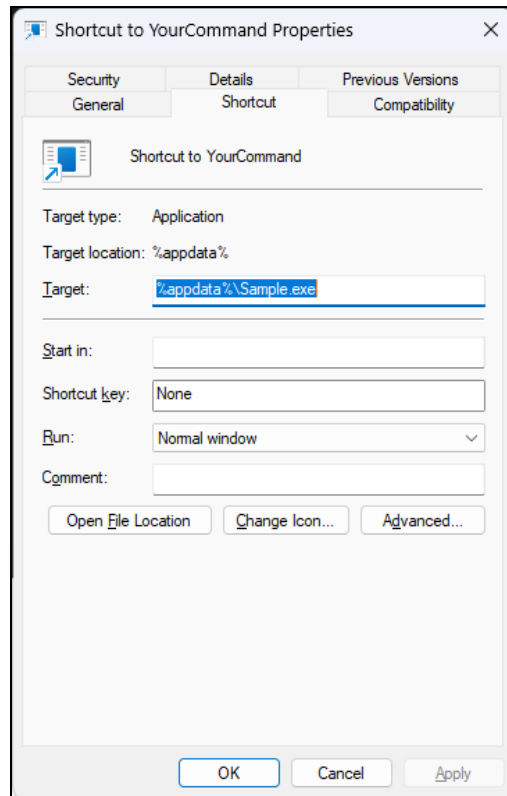 Shortcut to YourCommand Properties
Security Details Previous Versions
General Shortcut Compatibility
Shortcut to YourCommand
Target type: Application
Target location: %appdata%
Target: %appdata%\Sample.exe
Start in:
Shortcut key: None
Run: Normal window
Comment:
Open File Location Change Icon... Advanced...
OK Cancel Apply